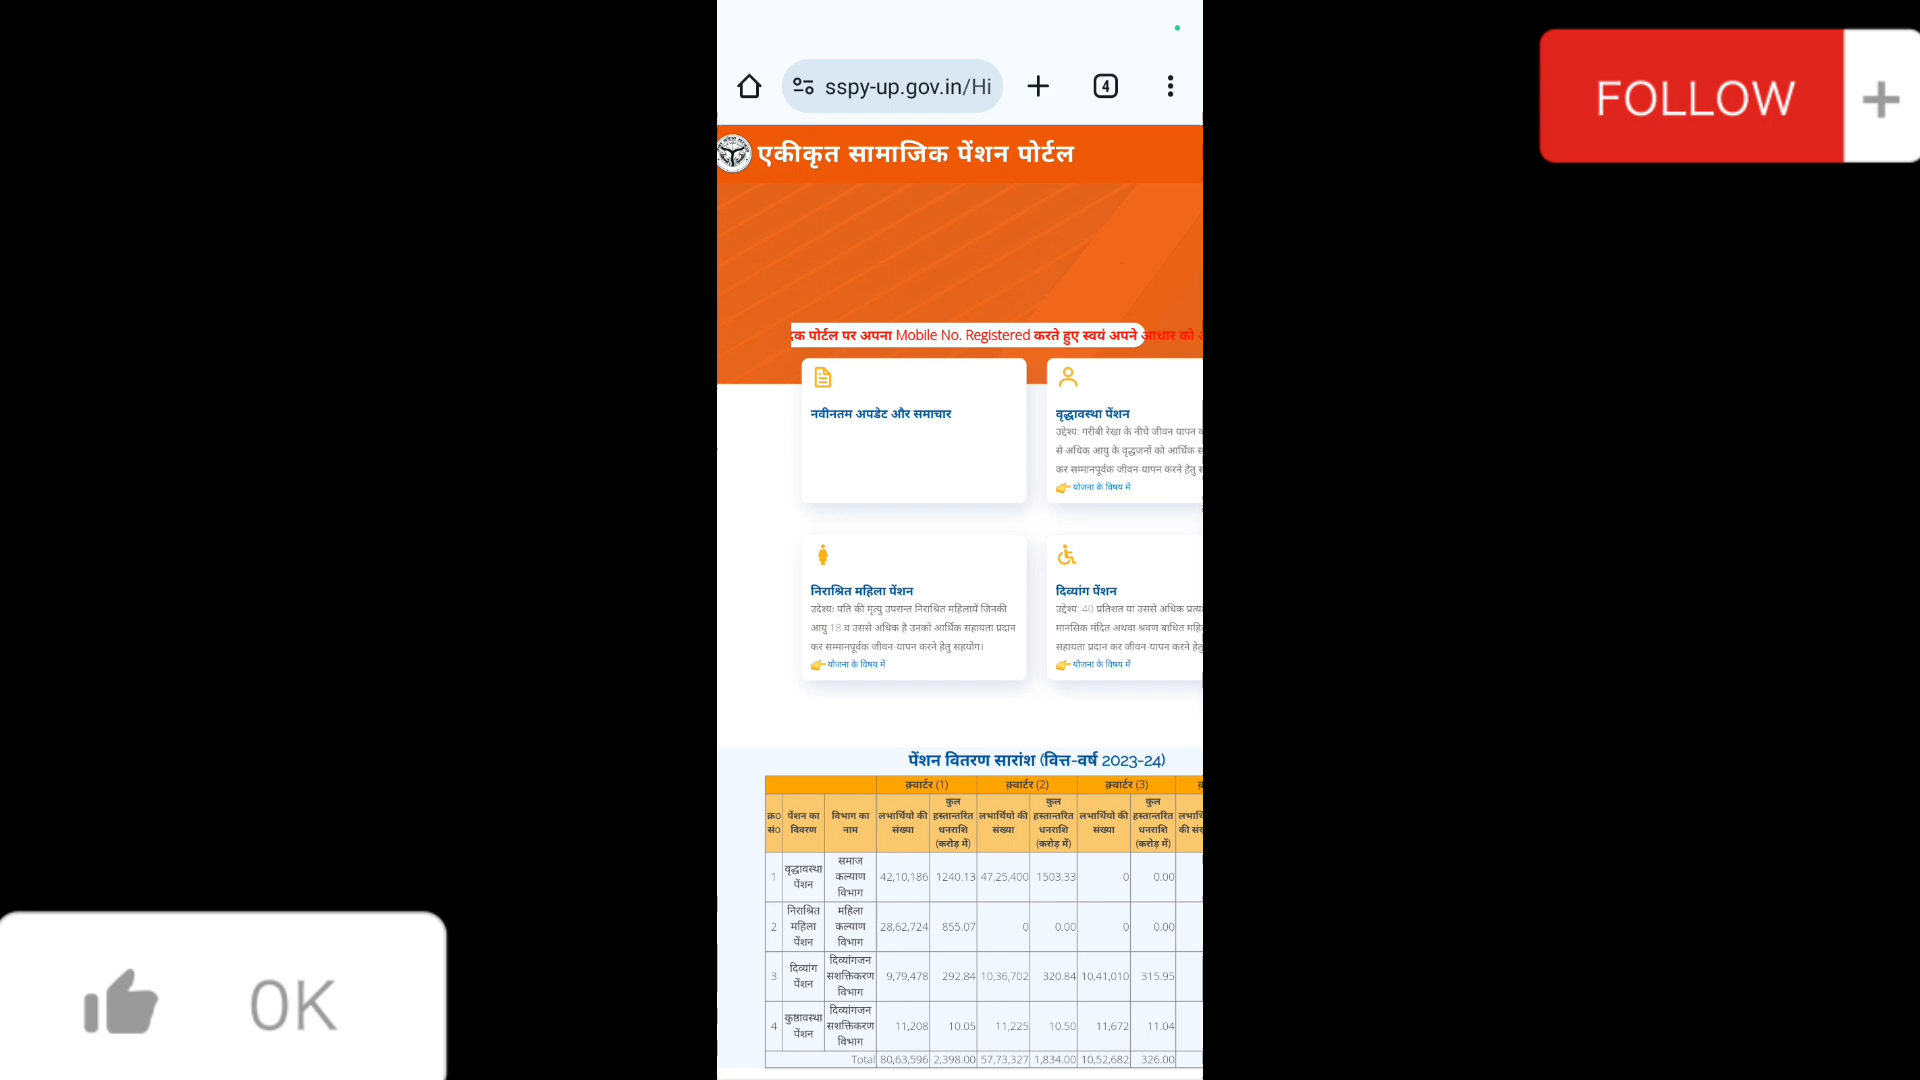 sspy-up.gov.in/Hi
4
FOLLOW
एकीकृत सामाजिक पेंशन पोर्टल
पोर्टल पर अपना Mobile No. Registered करते हुए स्वयं अपने आधार को
नवीनतम अपडेट और समाचार
वृद्धावस्था पेंशन
उद्देश्य: गरीबी रेखा के नीचे जीवन यापन
से अधिक आयु के वृद्धजनों को आर्थिक
कर सम्मानपूर्वक जीवन-यापन करने हेतु
योजना के विषय में
निराश्रित महिला पेंशन
उदेश्य: पति की मृत्यु उपरान्त निराश्रित महिलायें जिनकी
आयु 18 व उससे अधिक है उनको आर्थिक सहायता प्रदान
कर सम्मानपूर्वक जीवन-यापन करने हेतु सहयोग।
योजना के विषय में
दिव्यांग पेंशन
उद्देश्य: 40 प्रतिशत या उससे अधिक
मानसिक मंदित अथवा श्रवण बाधित
सहायता प्रदान कर जीवन-यापन करने
योजना के विषय में
पेंशन वितरण सारांश (वित्त-वर्ष 2023-24)
क़्वार्टर (1) क़्वार्टर (2) क़्वार्टर (3)
क्र० सं० पेंशन का विवरण विभाग का नाम लभार्थियो की संख्या कुल हस्तान्तरित धनराशि (करोड़ में) लभार्थियो की संख्या कुल हस्तान्तरित धनराशि (करोड़ में) लभार्थियो की संख्या कुल हस्तान्तरित धनराशि (करोड़ में)
1 वृद्धावस्था पेंशन समाज कल्याण विभाग 42,10,186 1240.13 47,25,400 1503.33 0 0.00
2 निराश्रित महिला पेंशन महिला कल्याण विभाग 28,62,724 855.07 0 0.00 0 0.00
3 दिव्यांग पेंशन दिव्यांगजन सशक्तिकरण विभाग 9,79,478 292.84 10,36,702 320.84 10,41,010 315.95
4 कुष्ठावस्था पेंशन दिव्यांगजन सशक्तिकरण विभाग 11,208 10.05 11,225 10.50 11,672 11.04
Total 80,63,596 2,398.00 57,73,327 1,834.00 10,52,682 326.00
0K